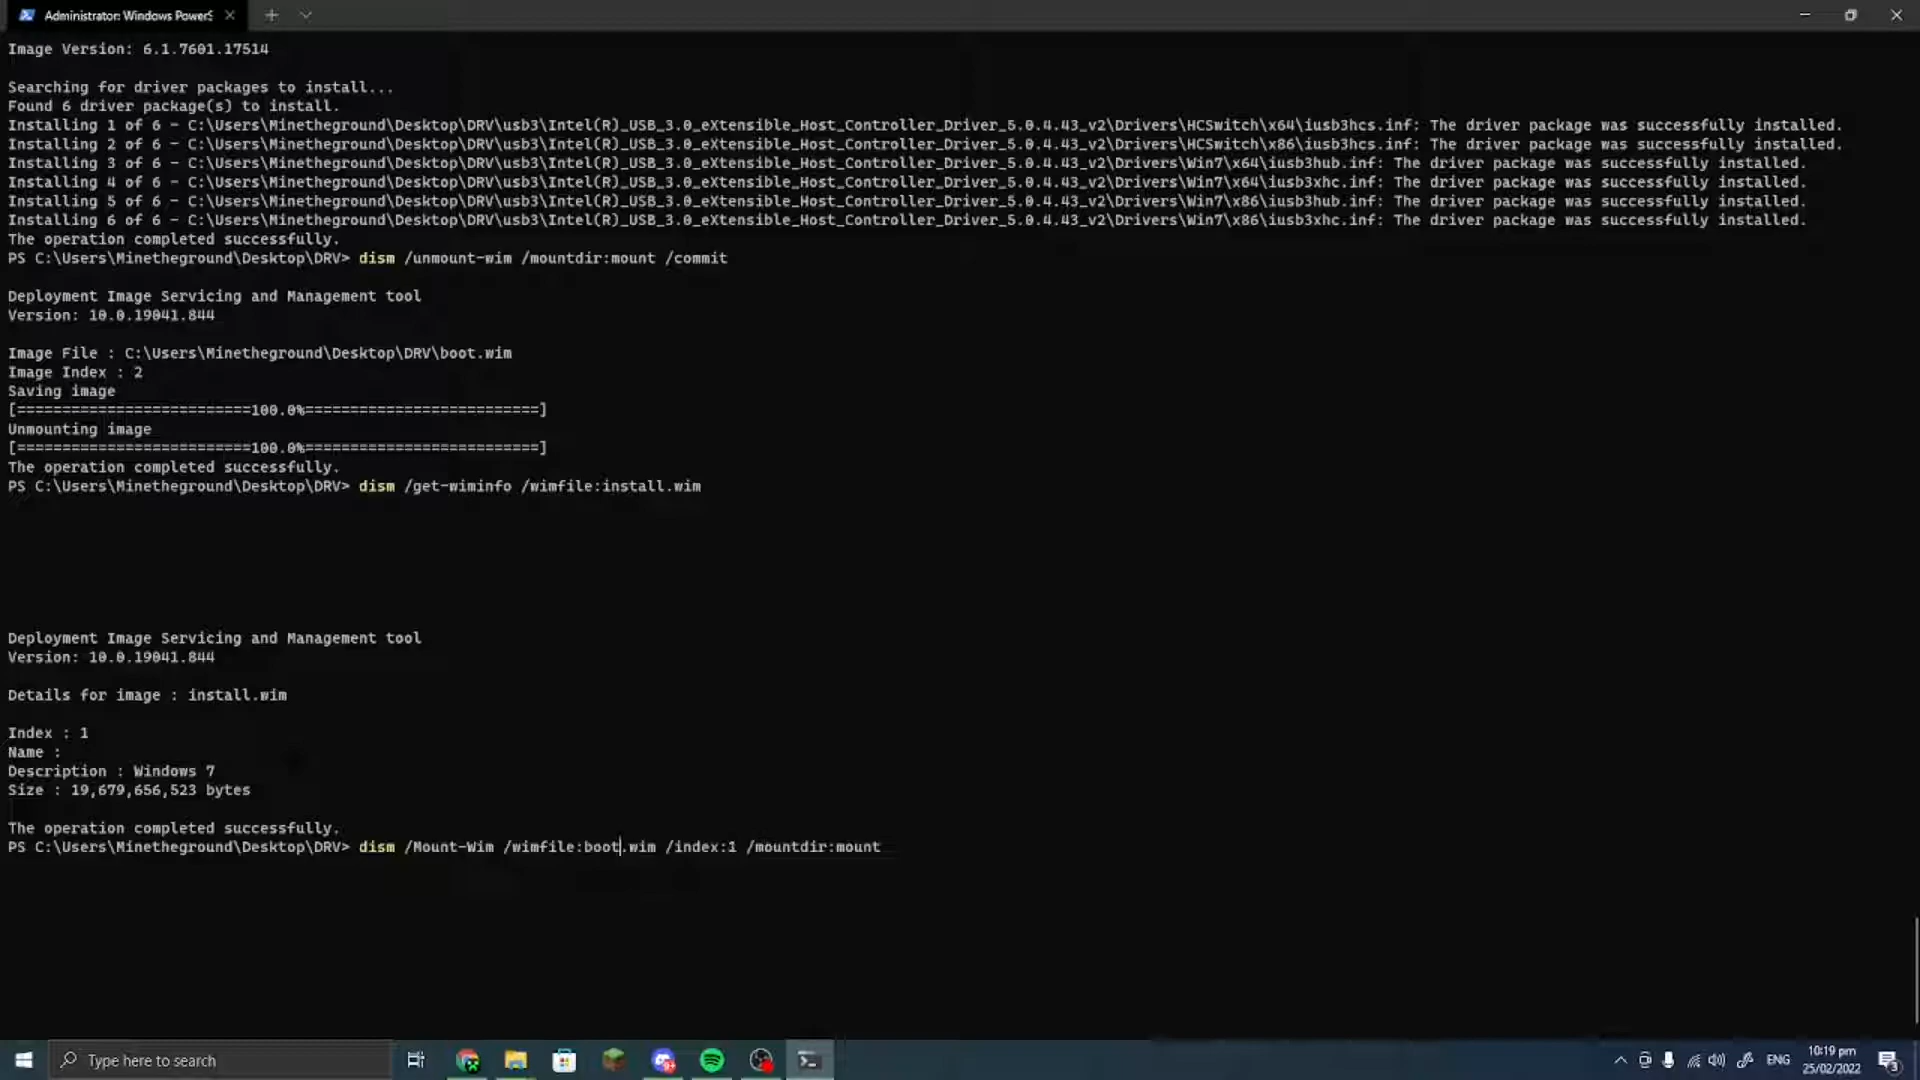 Administrator: Windows PowerS
Image Version: 6.1.7601.17514
Searching for driver packages to install...
Found 6 driver package(s) to install.
Installing 1 of 6 - C:\Users\Minetheground\Desktop\DRV\usb3\Intel(R)_USB_3.0_eXtensible_Host_Controller_Driver_5.0.4.43_v2\Drivers\HCSwitch\x64\iusb3hcs.inf: The driver package was successfully installed.
Installing 2 of 6 - C:\Users\Minetheground\Desktop\DRV\usb3\Intel(R)_USB_3.0_eXtensible_Host_Controller_Driver_5.0.4.43_v2\Drivers\HCSwitch\x86\iusb3hcs.inf: The driver package was successfully installed.
Installing 3 of 6 - C:\Users\Minetheground\Desktop\DRV\usb3\Intel(R)_USB_3.0_eXtensible_Host_Controller_Driver_5.0.4.43_v2\Drivers\Win7\x64\iusb3hub.inf: The driver package was successfully installed.
Installing 4 of 6 - C:\Users\Minetheground\Desktop\DRV\usb3\Intel(R)_USB_3.0_eXtensible_Host_Controller_Driver_5.0.4.43_v2\Drivers\Win7\x64\iusb3xhc.inf: The driver package was successfully installed.
Installing 5 of 6 - C:\Users\Minetheground\Desktop\DRV\usb3\Intel(R)_USB_3.0_eXtensible_Host_Controller_Driver_5.0.4.43_v2\Drivers\Win7\x86\iusb3hub.inf: The driver package was successfully installed.
Installing 6 of 6 - C:\Users\Minetheground\Desktop\DRV\usb3\Intel(R)_USB_3.0_eXtensible_Host_Controller_Driver_5.0.4.43_v2\Drivers\Win7\x86\iusb3xhc.inf: The driver package was successfully installed.
The operation completed successfully.
PS C:\Users\Minetheground\Desktop\DRV> dism /unmount-wim /mountdir:mount /commit
Deployment Image Servicing and Management tool
Version: 10.0.19041.844
Image File : C:\Users\Minetheground\Desktop\DRV\boot.wim
Image Index : 2
Saving image
[==========================100.0%==========================]
Unmounting image
[==========================100.0%==========================]
The operation completed successfully.
PS C:\Users\Minetheground\Desktop\DRV> dism /get-wiminfo /wimfile:install.wim
Deployment Image Servicing and Management tool
Version: 10.0.19041.844
Details for image : install.wim
Index : 1
Name :
Description : Windows 7
Size : 19,679,656,523 bytes
The operation completed successfully.
PS C:\Users\Minetheground\Desktop\DRV> dism /Mount-Wim /wimfile:boot.wim /index:1 /mountdir:mount
Type here to search
ENG
10:19 pm
25/02/2022
3